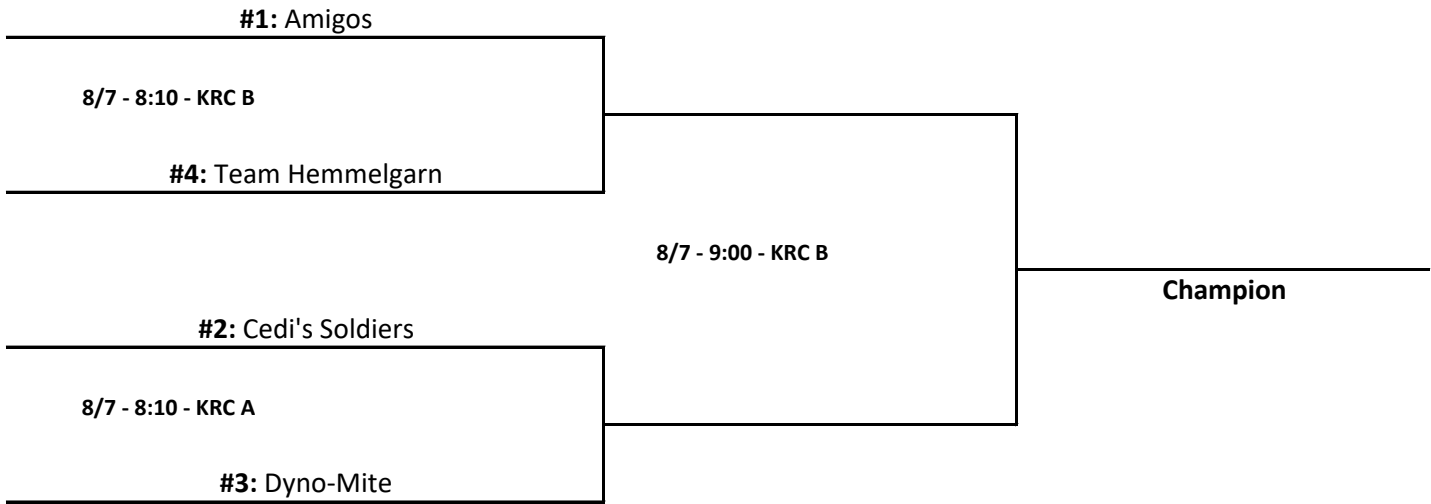 #1: Amigos
8/7 - 8:10 - KRC B
#4: Team Hemmelgarn
8/7 - 9:00 - KRC B
Champion
#2: Cedi's Soldiers
8/7 - 8:10 - KRC A
#3: Dyno-Mite